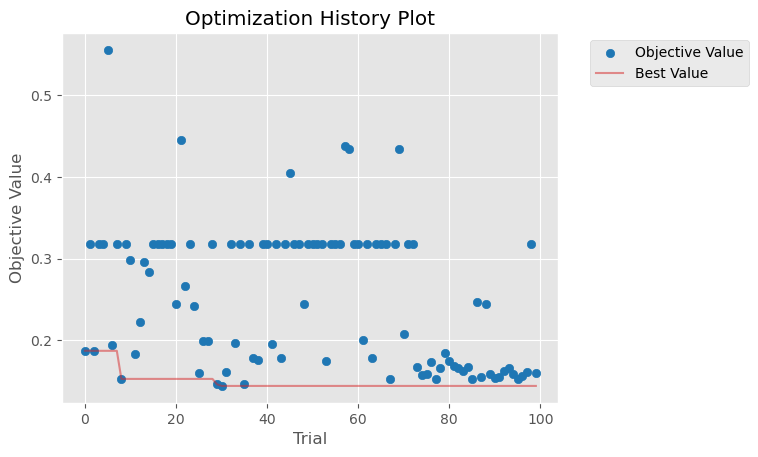 Optimization History Plot
Objective Value
Best Value
Objective Value
0.5
0.4
0.3
0.2
0
20
40
60
80
100
Trial